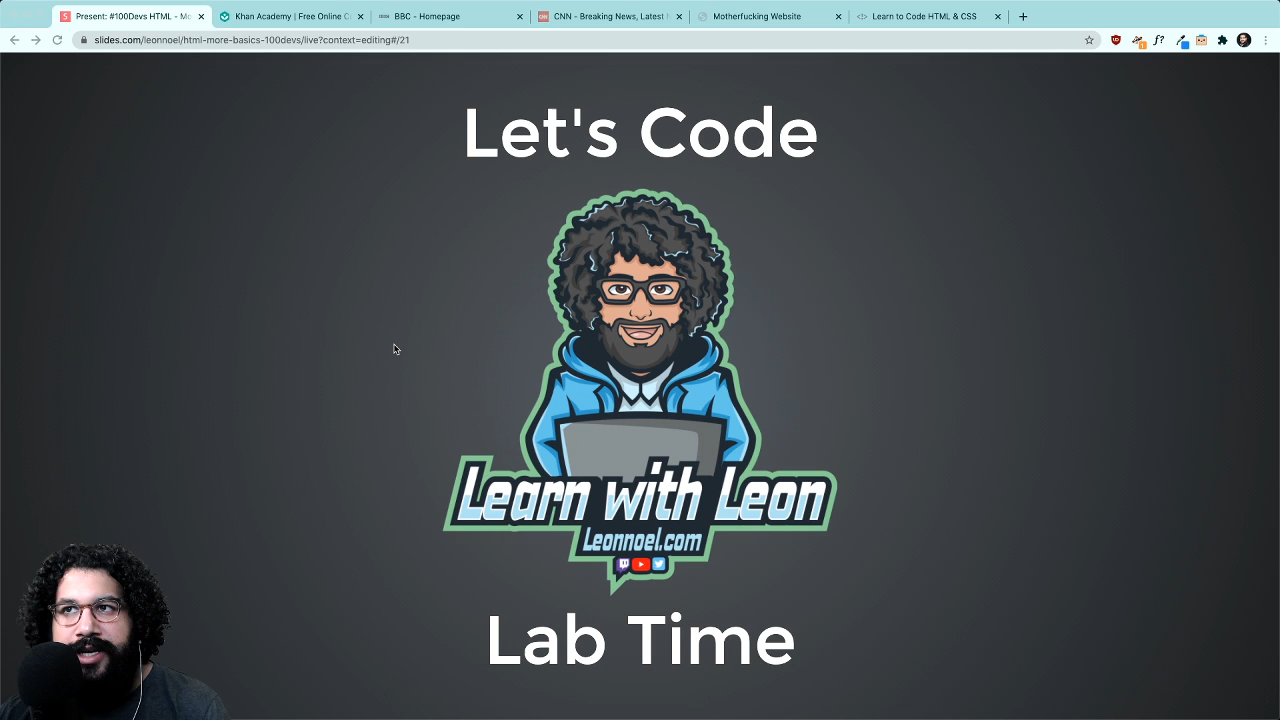 Present: #100Devs HTML - Mo
Khan Academy | Free Online C
BBC - Homepage
CNN - Breaking News, Latest N
Motherfucking Website
Learn to Code HTML & CSS
slides.com/leonnoel/html-more-basics-100devs/live?context=editing#/21
f?
Let's Code
Learn with Leon
Leonnoel.com
Lab Time